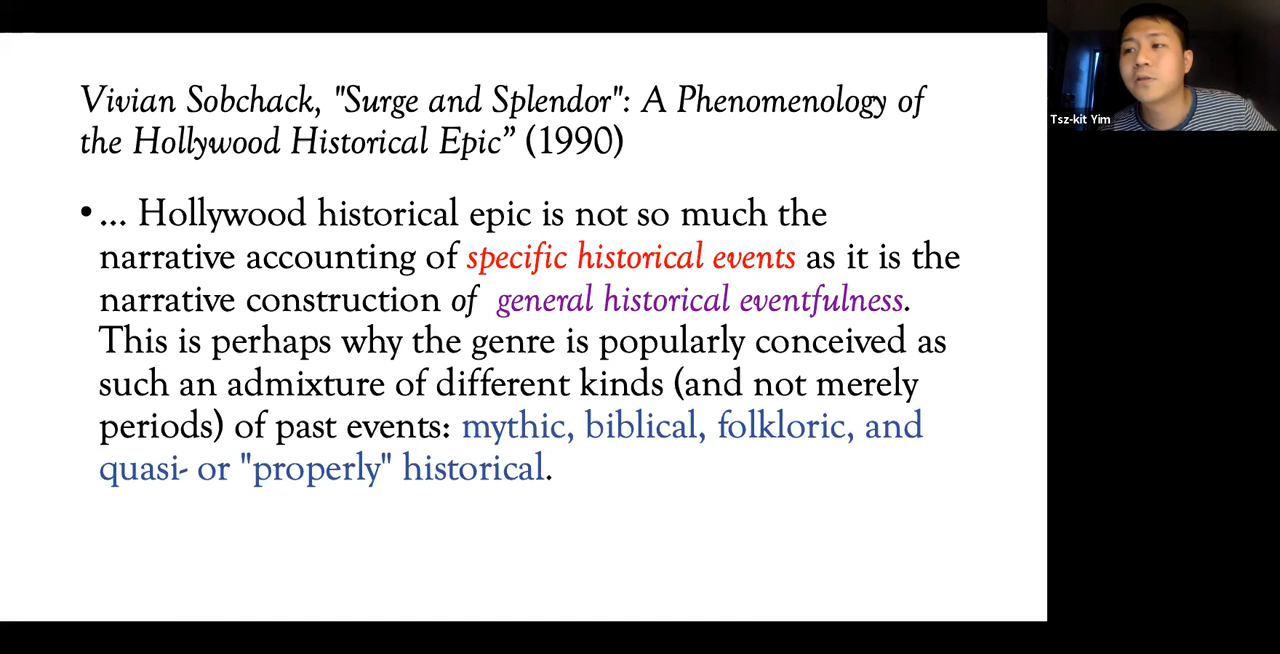 Vivian Sobchack, "Surge and Splendor": A Phenomenology of
the Hollywood Historical Epic” (1990)
• ... Hollywood historical epic is not so much the
narrative accounting of specific historical events as it is the
narrative construction of general historical eventfulness.
This is perhaps why the genre is popularly conceived as
such an admixture of different kinds (and not merely
periods) of past events: mythic, biblical, folkloric, and
quasi- or "properly" historical.
Tsz-kit Yim